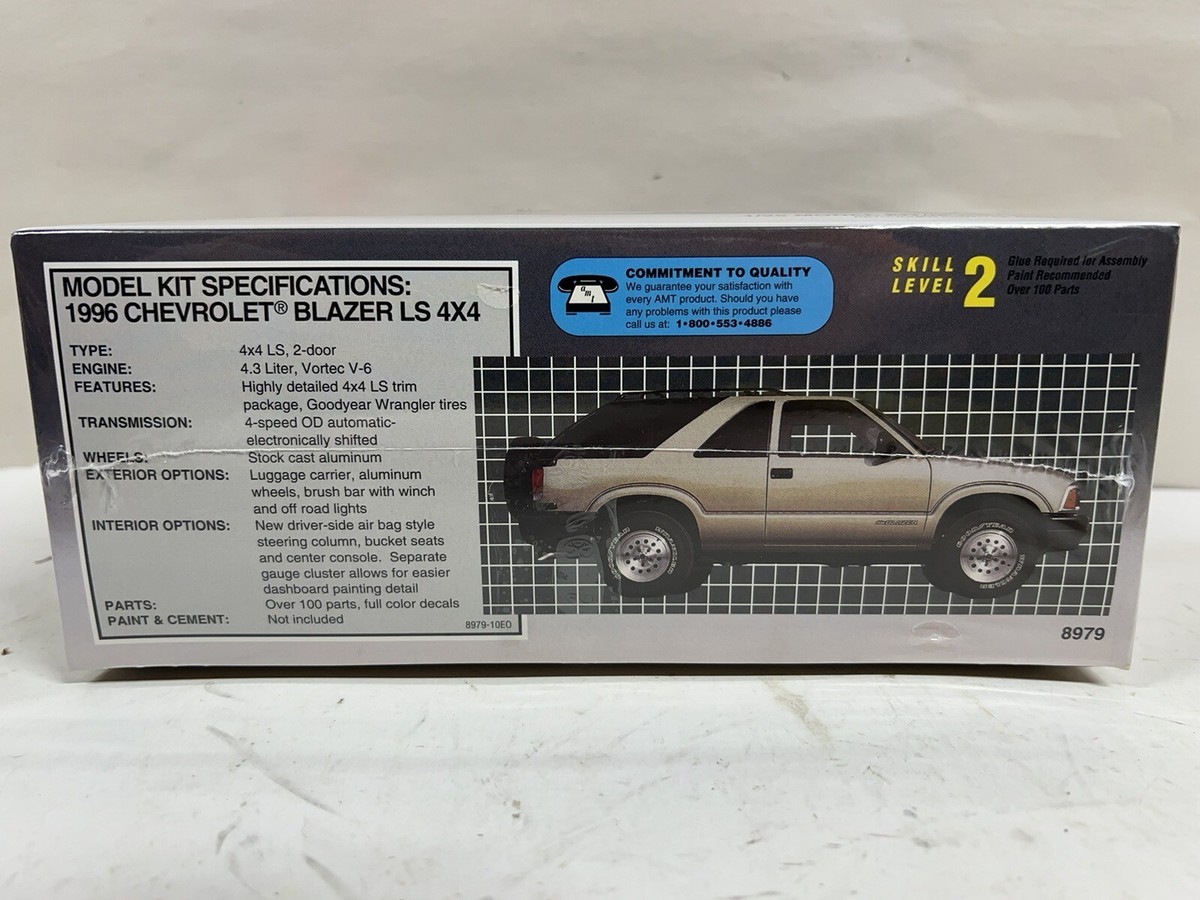 MODEL KIT SPECIFICATIONS:
1996 CHEVROLET® BLAZER LS 4X4
TYPE: 4x4 LS, 2-door
ENGINE: 4.3 Liter, Vortec V-6
FEATURES: Highly detailed 4x4 LS trim
package, Goodyear Wrangler tires
TRANSMISSION: 4-speed OD automatic-
electronically shifted
WHEELS: Stock cast aluminum
EXTERIOR OPTIONS: Luggage carrier, aluminum
wheels, brush bar with winch
and off road lights
INTERIOR OPTIONS: New driver-side air bag style
steering column, bucket seats
and center console. Separate
gauge cluster allows for easier
dashboard painting detail
PARTS: Over 100 parts, full color decals
PAINT & CEMENT: Not included
8979-10EO
amt
COMMITMENT TO QUALITY
We guarantee your satisfaction with
every AMT product. Should you have
any problems with this product please
call us at: 1•800•553•4886
SKILL
LEVEL 2
Glue Required for Assembly
Paint Recommended
Over 100 Parts
BLAZER
GOODYEAR
WRANGLER
GOODYEAR
WRANGLER
8979